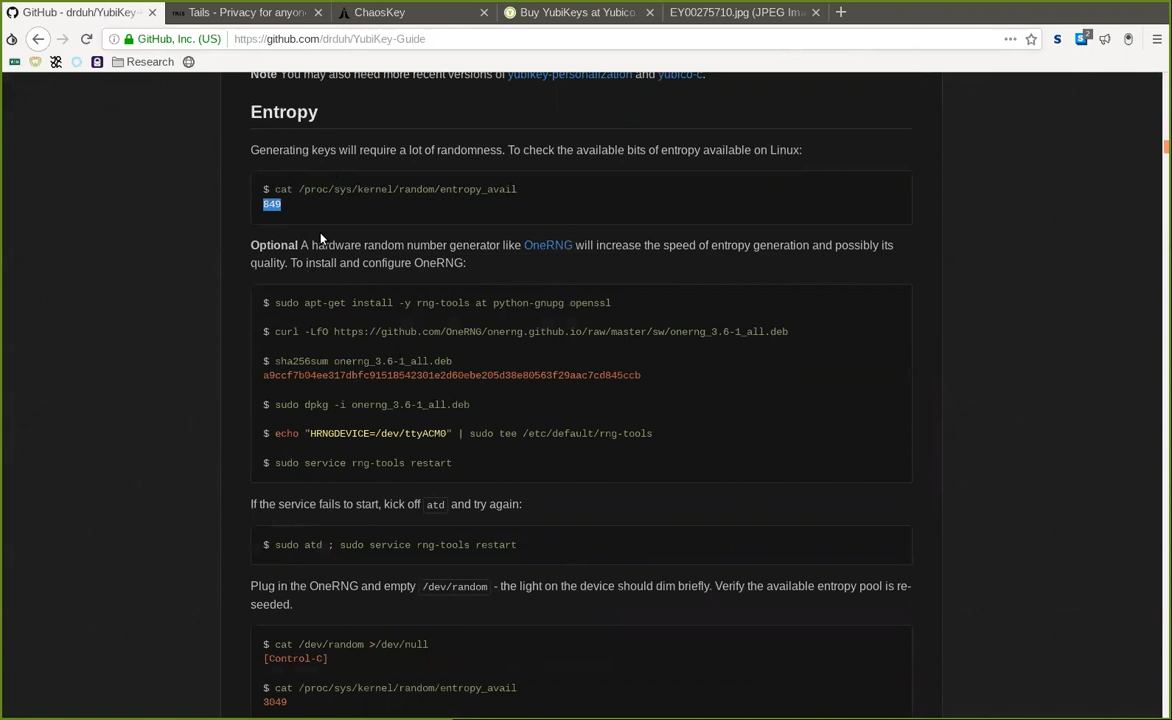 GitHub - drduh/YubiKey-
Tails - Privacy for anyon
ChaosKey
Buy YubiKeys at Yubico.
EY00275710.jpg (JPEG Im
GitHub, Inc. (US)
https://github.com/drduh/YubiKey-Guide
S
2
Research
Note You may also need more recent versions of yubikey-personalization and yubico-c.
Entropy
Generating keys will require a lot of randomness. To check the available bits of entropy available on Linux:
$ cat /proc/sys/kernel/random/entropy_avail
849
Optional A hardware random number generator like OneRNG will increase the speed of entropy generation and possibly its
quality. To install and configure OneRNG:
$ sudo apt-get install -y rng-tools at python-gnupg openssl
$ curl -LfO https://github.com/OneRNG/onerng.github.io/raw/master/sw/onerng_3.6-1_all.deb
$ sha256sum onerng_3.6-1_all.deb
a9ccf7b04ee317dbfc91518542301e2d60ebe205d38e80563f29aac7cd845ccb
$ sudo dpkg -i onerng_3.6-1_all.deb
$ echo "HRNGDEVICE=/dev/ttyACM0" | sudo tee /etc/default/rng-tools
$ sudo service rng-tools restart
If the service fails to start, kick off atd and try again:
$ sudo atd ; sudo service rng-tools restart
Plug in the OneRNG and empty /dev/random - the light on the device should dim briefly. Verify the available entropy pool is re-
seeded.
$ cat /dev/random >/dev/null
[Control-C]
$ cat /proc/sys/kernel/random/entropy_avail
3049